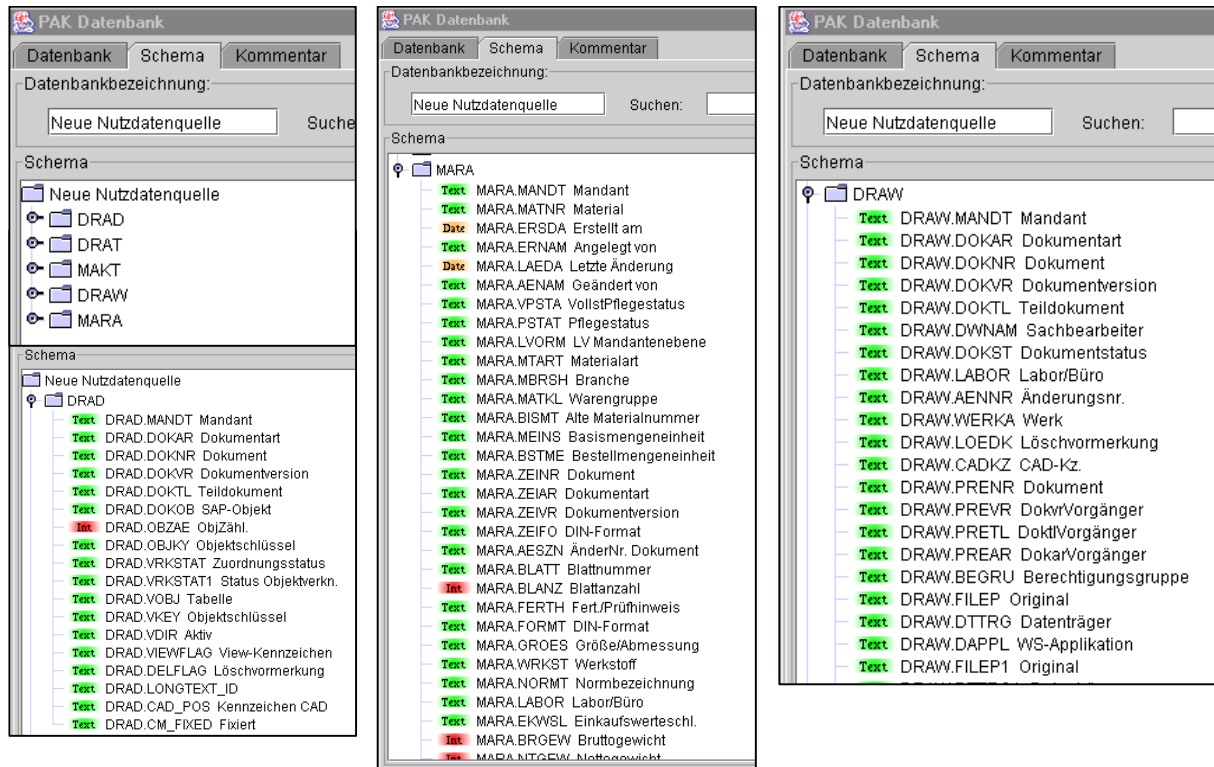 PAK Datenbank
Datenbank Schema Kommentar
Datenbankbezeichnung:
Neue Nutzdatenquelle Suche
Schema
Neue Nutzdatenquelle
DRAD
DRAT
MAKT
DRAW
MARA
Schema
Neue Nutzdatenquelle
DRAD
Text DRAD.MANDT Mandant
Text DRAD.DOKAR Dokumentart
Text DRAD.DOKNR Dokument
Text DRAD.DOKVR Dokumentversion
Text DRAD.DOKTL Teildokument
Text DRAD.DOKOB SAP-Objekt
Int DRAD.OBZAE ObjZähl.
Text DRAD.OBJKY Objektschlüssel
Text DRAD.VRKSTAT Zuordnungsstatus
Text DRAD.VRKSTAT1 Status Objektverkn.
Text DRAD.VOBJ Tabelle
Text DRAD.VKEY Objektschlüssel
Text DRAD.VDIR Aktiv
Text DRAD.VIEWFLAG View-Kennzeichen
Text DRAD.DELFLAG Löschvormerkung
Text DRAD.LONGTEXT_ID
Text DRAD.CAD_POS Kennzeichen CAD
Text DRAD.CM_FIXED Fixiert
PAK Datenbank
Datenbank Schema Kommentar
Datenbankbezeichnung:
Neue Nutzdatenquelle Suchen:
Schema
MARA
Text MARA.MANDT Mandant
Text MARA.MATNR Material
Date MARA.ERSDA Erstellt am
Text MARA.ERNAM Angelegt von
Date MARA.LAEDA Letzte Änderung
Text MARA.AENAM Geändert von
Text MARA.VPSTA VollstPflegestatus
Text MARA.PSTAT Pflegestatus
Text MARA.LVORM LV Mandantenebene
Text MARA.MTART Materialart
Text MARA.MBRSH Branche
Text MARA.MATKL Warengruppe
Text MARA.BISMT Alte Materialnummer
Text MARA.MEINS Basismengeneinheit
Text MARA.BSTME Bestellmengeneinheit
Text MARA.ZEINR Dokument
Text MARA.ZEIAR Dokumentart
Text MARA.ZEIVR Dokumentversion
Text MARA.ZEIFO DIN-Format
Text MARA.AESZN ÄnderNr. Dokument
Text MARA.BLATT Blattnummer
Int MARA.BLANZ Blattanzahl
Text MARA.FERTH Fert./Prüfhinweis
Text MARA.FORMT DIN-Format
Text MARA.GROES Größe/Abmessung
Text MARA.WRKST Werkstoff
Text MARA.NORMT Normbezeichnung
Text MARA.LABOR Labor/Büro
Text MARA.EKWSL Einkaufswerteschl.
Int MARA.BRGEW Bruttogewicht
Int MARA.NTGEW Nettogewicht
PAK Datenbank
Datenbank Schema Kommentar
Datenbankbezeichnung:
Neue Nutzdatenquelle Suchen:
Schema
DRAW
Text DRAW.MANDT Mandant
Text DRAW.DOKAR Dokumentart
Text DRAW.DOKNR Dokument
Text DRAW.DOKVR Dokumentversion
Text DRAW.DOKTL Teildokument
Text DRAW.DWNAM Sachbearbeiter
Text DRAW.DOKST Dokumentstatus
Text DRAW.LABOR Labor/Büro
Text DRAW.AENNR Änderungsnr.
Text DRAW.WERKA Werk
Text DRAW.LOEDK Löschvormerkung
Text DRAW.CADKZ CAD-Kz.
Text DRAW.PRENR Dokument
Text DRAW.PREVR DokvrVorgänger
Text DRAW.PRETL DoktlVorgänger
Text DRAW.PREAR DokarVorgänger
Text DRAW.BEGRU Berechtigungsgruppe
Text DRAW.FILEP Original
Text DRAW.DTTRG Datenträger
Text DRAW.DAPPL WS-Applikation
Text DRAW.FILEP1 Original